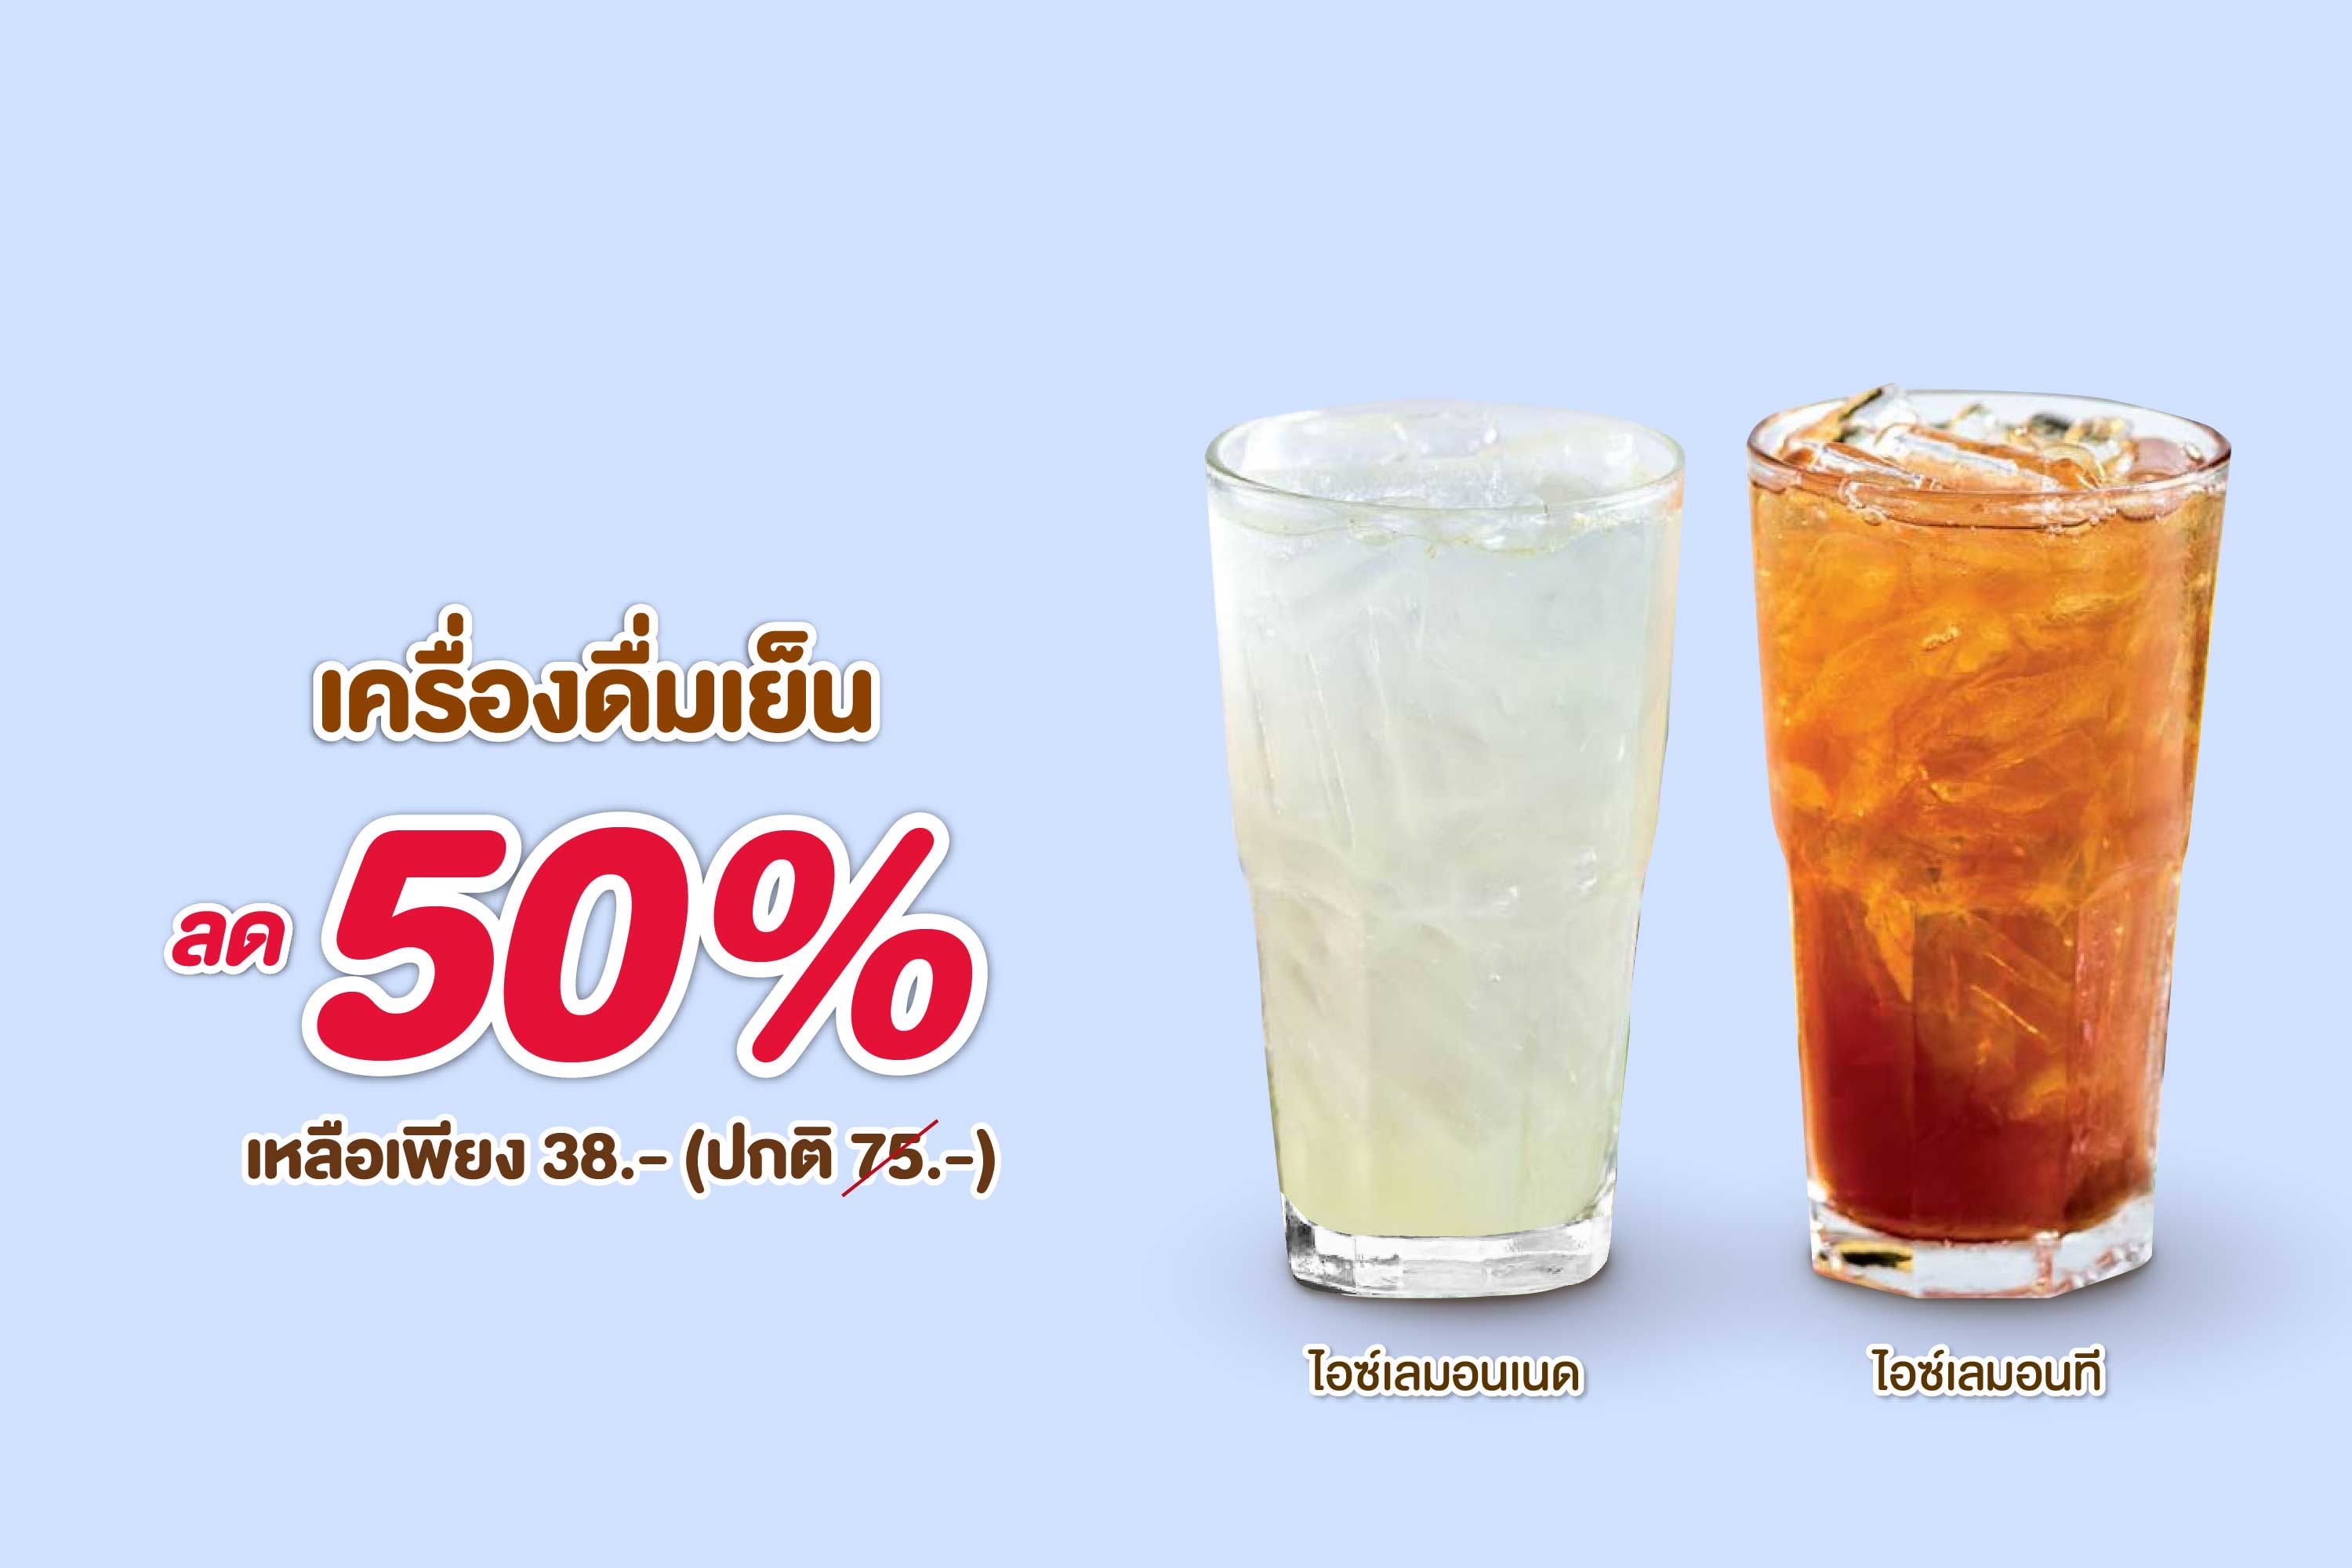 เครื่องดื่มเย็น
ลด 50%
เหลือเพียง 38.- (ปกติ 75.-)
ไอซ์เลมอนเนด
ไอซ์เลมอนที